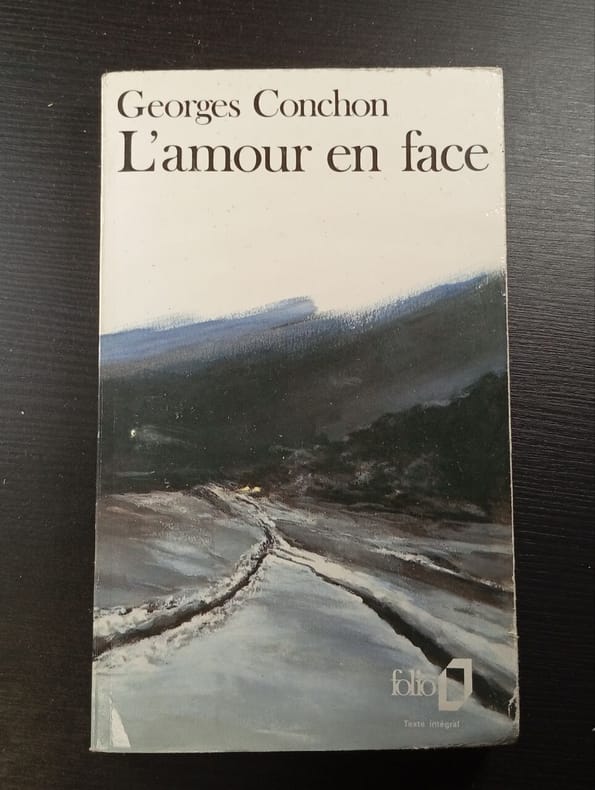 Georges Conchon
L'amour en face
folio
Texte intégral